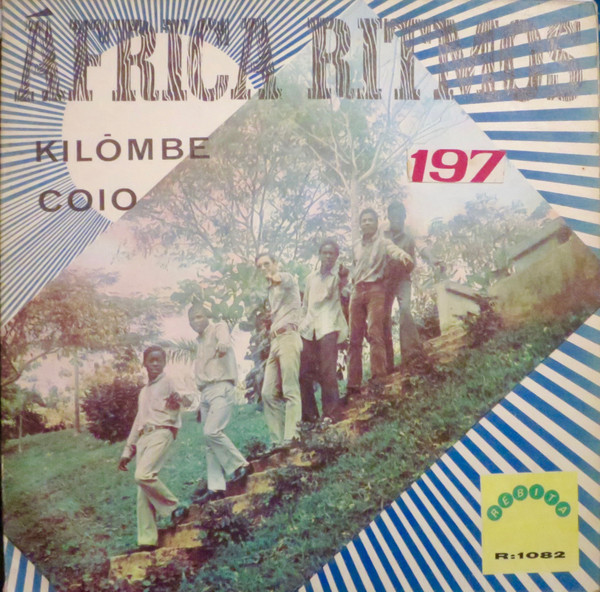 ÁFRICA RITMOS
KILÔMBE
COIO
197
REBITA
R:1082